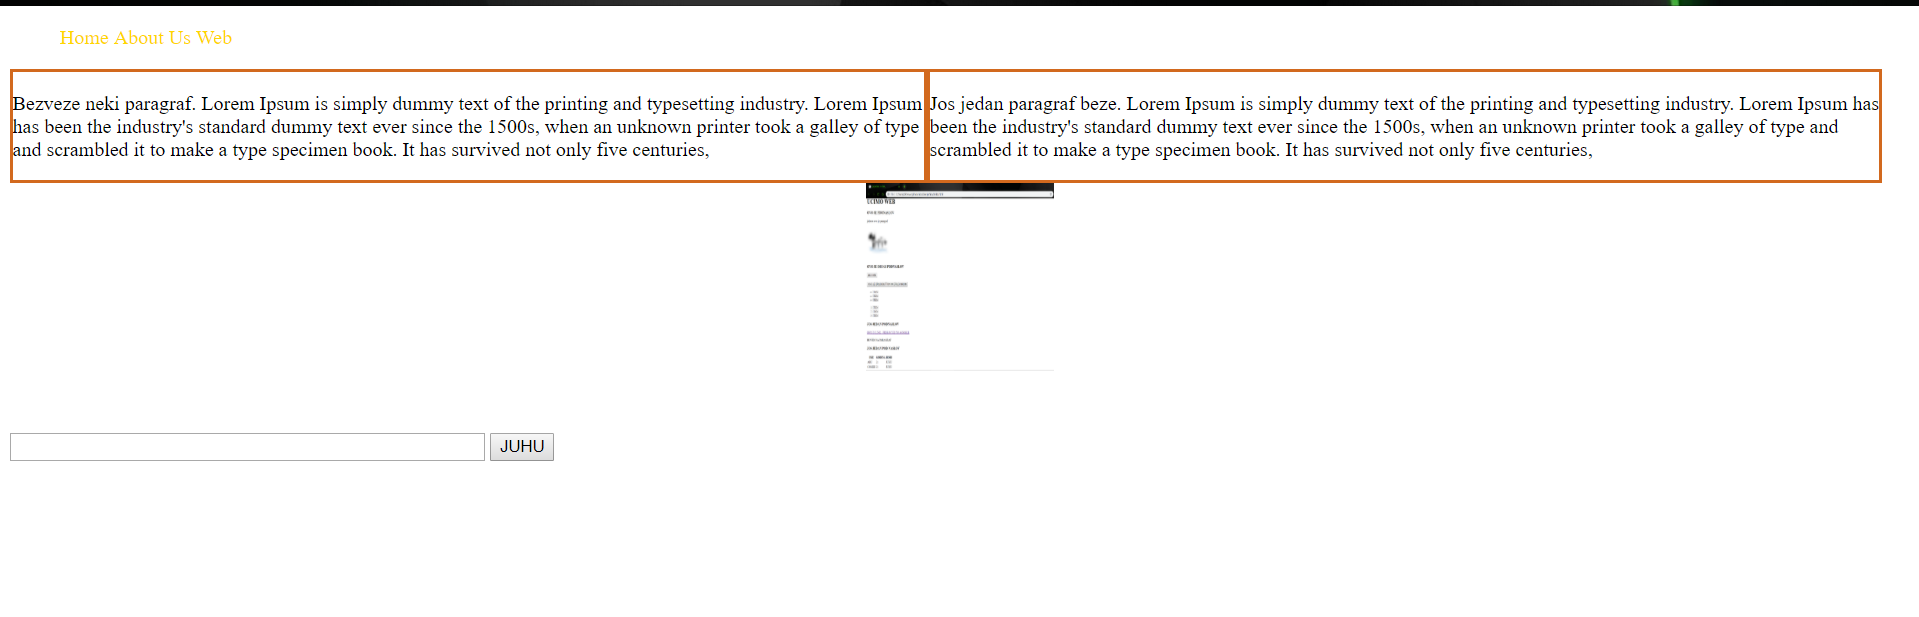 Home About Us Web
Bezveze neki paragraf. Lorem Ipsum is simply dummy text of the printing and typesetting industry. Lorem Ipsum
has been the industry's standard dummy text ever since the 1500s, when an unknown printer took a galley of type
and scrambled it to make a type specimen book. It has survived not only five centuries,
Jos jedan paragraf beze. Lorem Ipsum is simply dummy text of the printing and typesetting industry. Lorem Ipsum has
been the industry's standard dummy text ever since the 1500s, when an unknown printer took a galley of type and
scrambled it to make a type specimen book. It has survived not only five centuries,
UCIMO WEB
JUHU